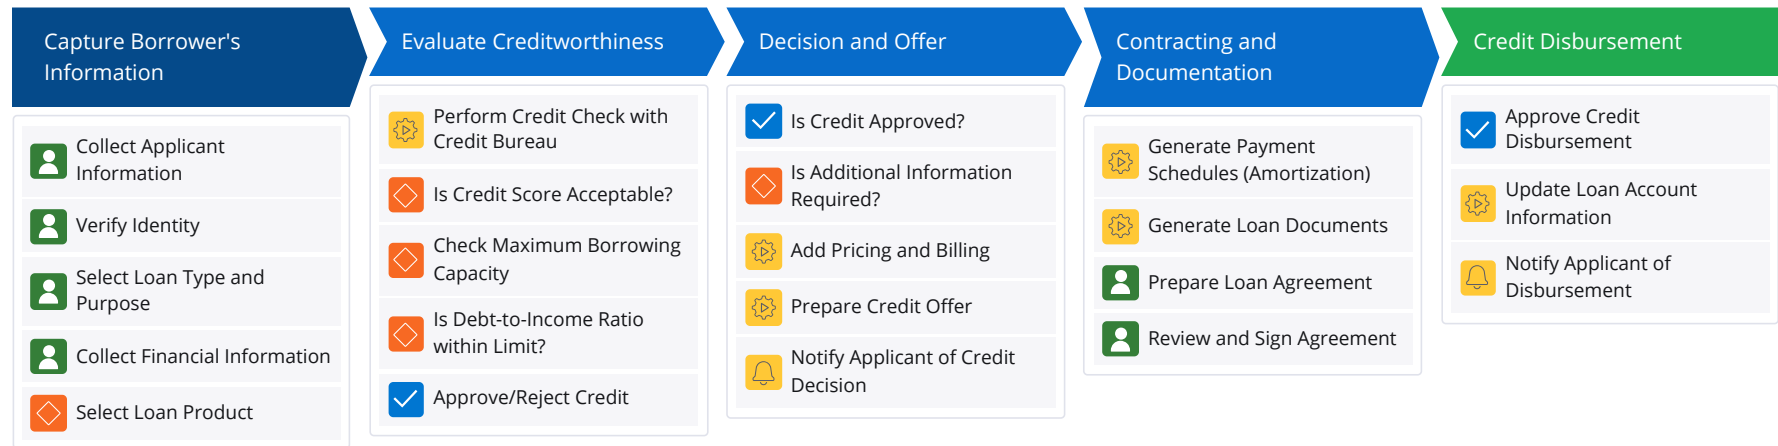 Capture Borrower's
Information
Collect Applicant
Information
Verify Identity
Select Loan Type and
Purpose
Collect Financial Information
Select Loan Product
Evaluate Creditworthiness
Perform Credit Check with
Credit Bureau
Is Credit Score Acceptable?
Check Maximum Borrowing
Capacity
Is Debt-to-Income Ratio
within Limit?
Approve/Reject Credit
Decision and Offer
Is Credit Approved?
Is Additional Information
Required?
Add Pricing and Billing
Prepare Credit Offer
Notify Applicant of Credit
Decision
Contracting and
Documentation
Generate Payment
Schedules (Amortization)
Generate Loan Documents
Prepare Loan Agreement
Review and Sign Agreement
Credit Disbursement
Approve Credit
Disbursement
Update Loan Account
Information
Notify Applicant of
Disbursement